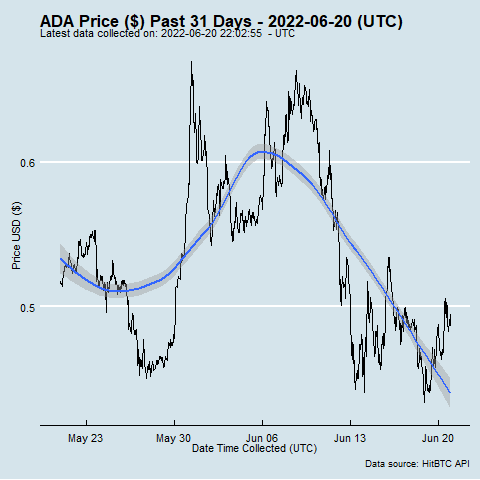 ADA Price ($) Past 31 Days - 2022-06-20 (UTC)
Latest data collected on: 2022-06-20 22:02:55 - UTC
0.6
Price USD ($)
0.5
May 23 May 30 Jun 06 Jun 13 Jun 20
Date Time Collected (UTC)
Data source: HitBTC API